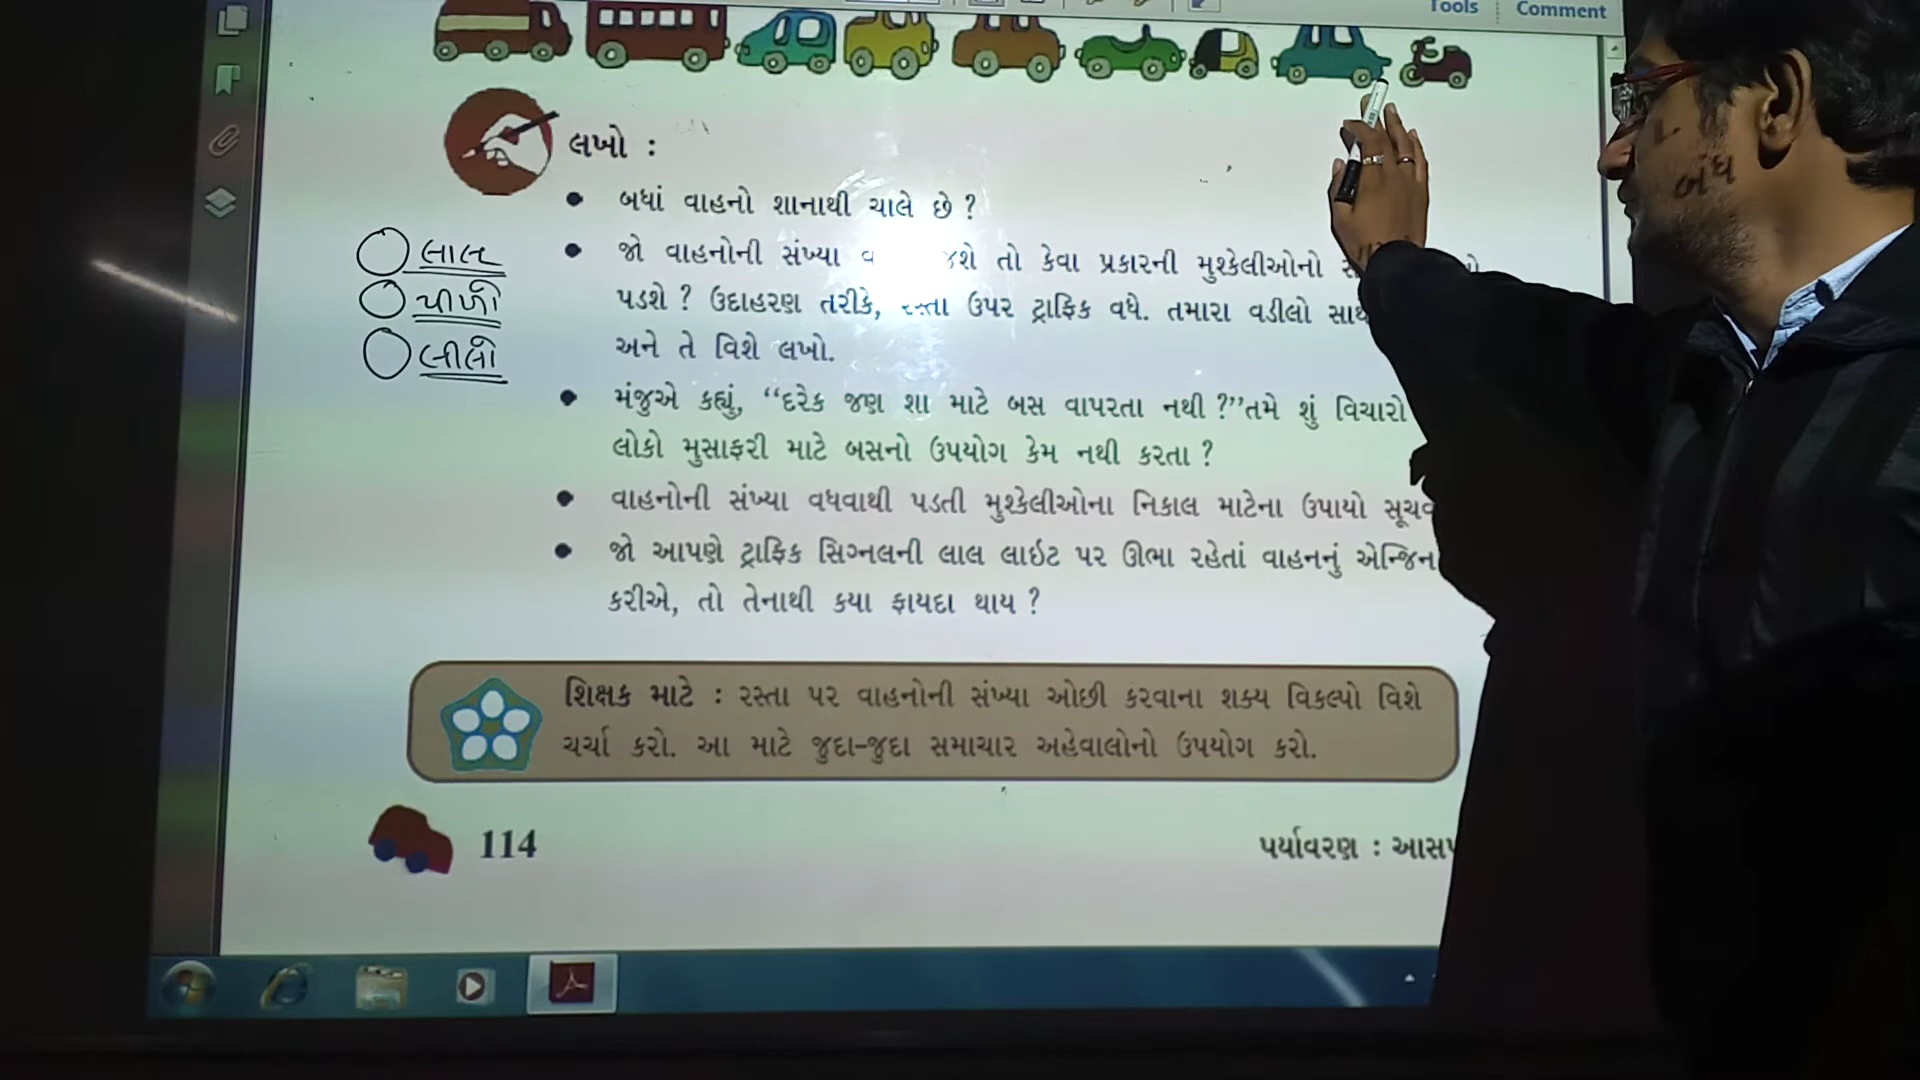 Tools Comment
લખો :
બધાં વાહનો શાનાથી ચાલે છે ?
લાલ
જો વાહનોની સંખ્યા જશે તો કેવા પ્રકારની મુશ્કેલીઓનો
પીળો
પડશે ? ઉદાહરણ તરીકે, રસ્તા ઉપર ટ્રાફિક વધે. તમારા વડીલો સાથે
લીલો
અને તે વિશે લખો.
મંજુએ કહ્યું, “દરેક જણ શા માટે બસ વાપરતા નથી ?”તમે શું વિચારો
લોકો મુસાફરી માટે બસનો ઉપયોગ કેમ નથી કરતા ?
વાહનોની સંખ્યા વધવાથી પડતી મુશ્કેલીઓના નિકાલ માટેના ઉપાયો
જો આપણે ટ્રાફિક સિગ્નલની લાલ લાઇટ પર ઊભા રહેતાં વાહનનું એન્જિન
બંધ
કરીએ, તો તેનાથી કયા ફાયદા થાય ?
શિક્ષક માટે : રસ્તા પર વાહનોની સંખ્યા ઓછી કરવાના શક્ય વિકલ્પો વિશે
ચર્ચા કરો. આ માટે જુદા-જુદા સમાચાર અહેવાલોનો ઉપયોગ કરો.
114
પર્યાવરણ :